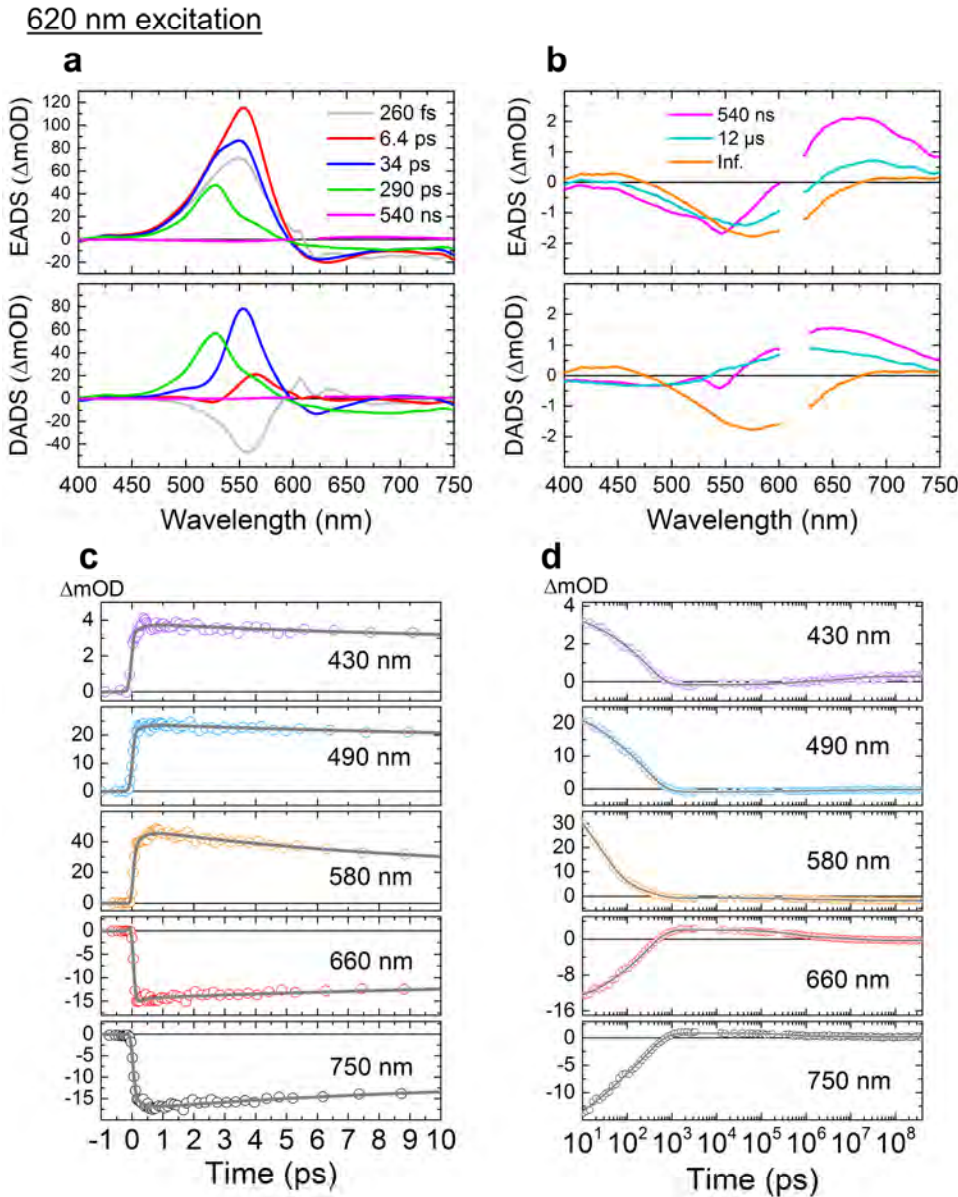 620 nm excitation
a
b
EADS (ΔmOD)
120
100
80
60
40
20
0
-20
260 fs
6.4 ps
34 ps
290 ps
540 ns
EADS (ΔmOD)
2
1
0
-1
-2
540 ns
12 µs
Inf.
DADS (ΔmOD)
80
60
40
20
0
-20
-40
400 450 500 550 600 650 700 750
Wavelength (nm)
DADS (ΔmOD)
2
1
0
-1
-2
400 450 500 550 600 650 700 750
Wavelength (nm)
c
ΔmOD
4
2
0
430 nm
20
0
490 nm
40
20
0
580 nm
0
-5
-10
-15
660 nm
0
-5
-10
-15
750 nm
-1 0 1 2 3 4 5 6 7 8 9 10
Time (ps)
d
ΔmOD
4
2
0
430 nm
20
10
0
490 nm
30
20
10
0
580 nm
0
-8
-16
660 nm
0
-5
-10
750 nm
10¹ 10² 10³ 10⁴ 10⁵ 10⁶ 10⁷ 10⁸
Time (ps)